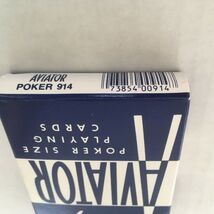 AVIATOR
POKER 914
73854 00914
POKER SIZE
PLAYING
CARDS
AVIATOR